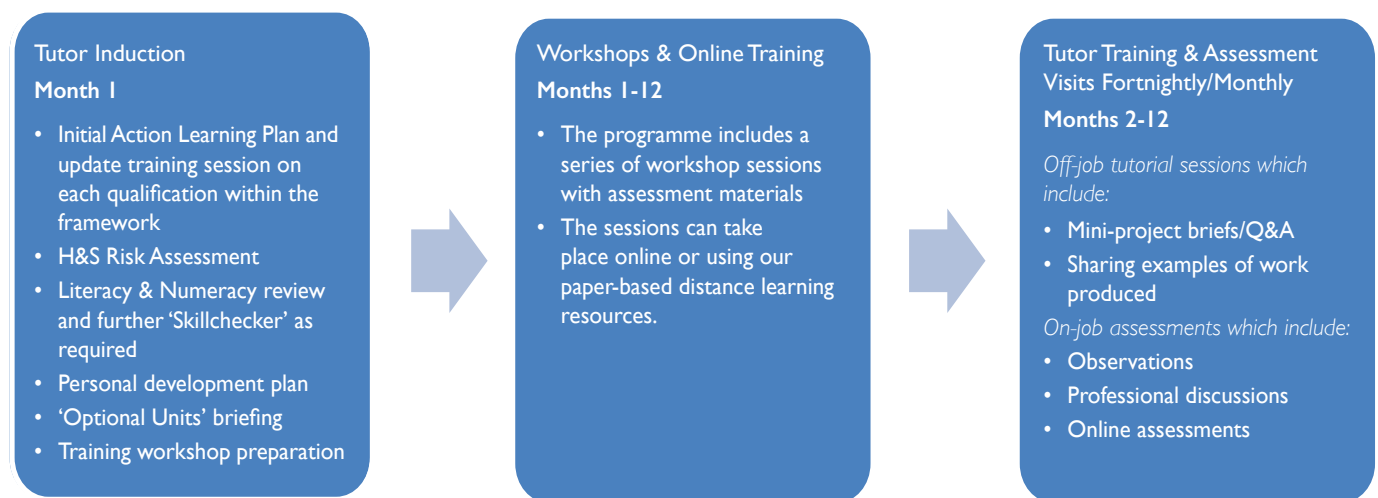 Tutor Induction
Month 1
• Initial Action Learning Plan and
update training session on
each qualification within the
framework
• H&S Risk Assessment
• Literacy & Numeracy review
and further ‘Skillchecker’ as
required
• Personal development plan
• ‘Optional Units’ briefing
• Training workshop preparation
Workshops & Online Training
Months 1-12
• The programme includes a
series of workshop sessions
with assessment materials
• The sessions can take
place online or using our
paper-based distance learning
resources.
Tutor Training & Assessment
Visits Fortnightly/Monthly
Months 2-12
Off-job tutorial sessions which
include:
• Mini-project briefs/Q&A
• Sharing examples of work
produced
On-job assessments which include:
• Observations
• Professional discussions
• Online assessments